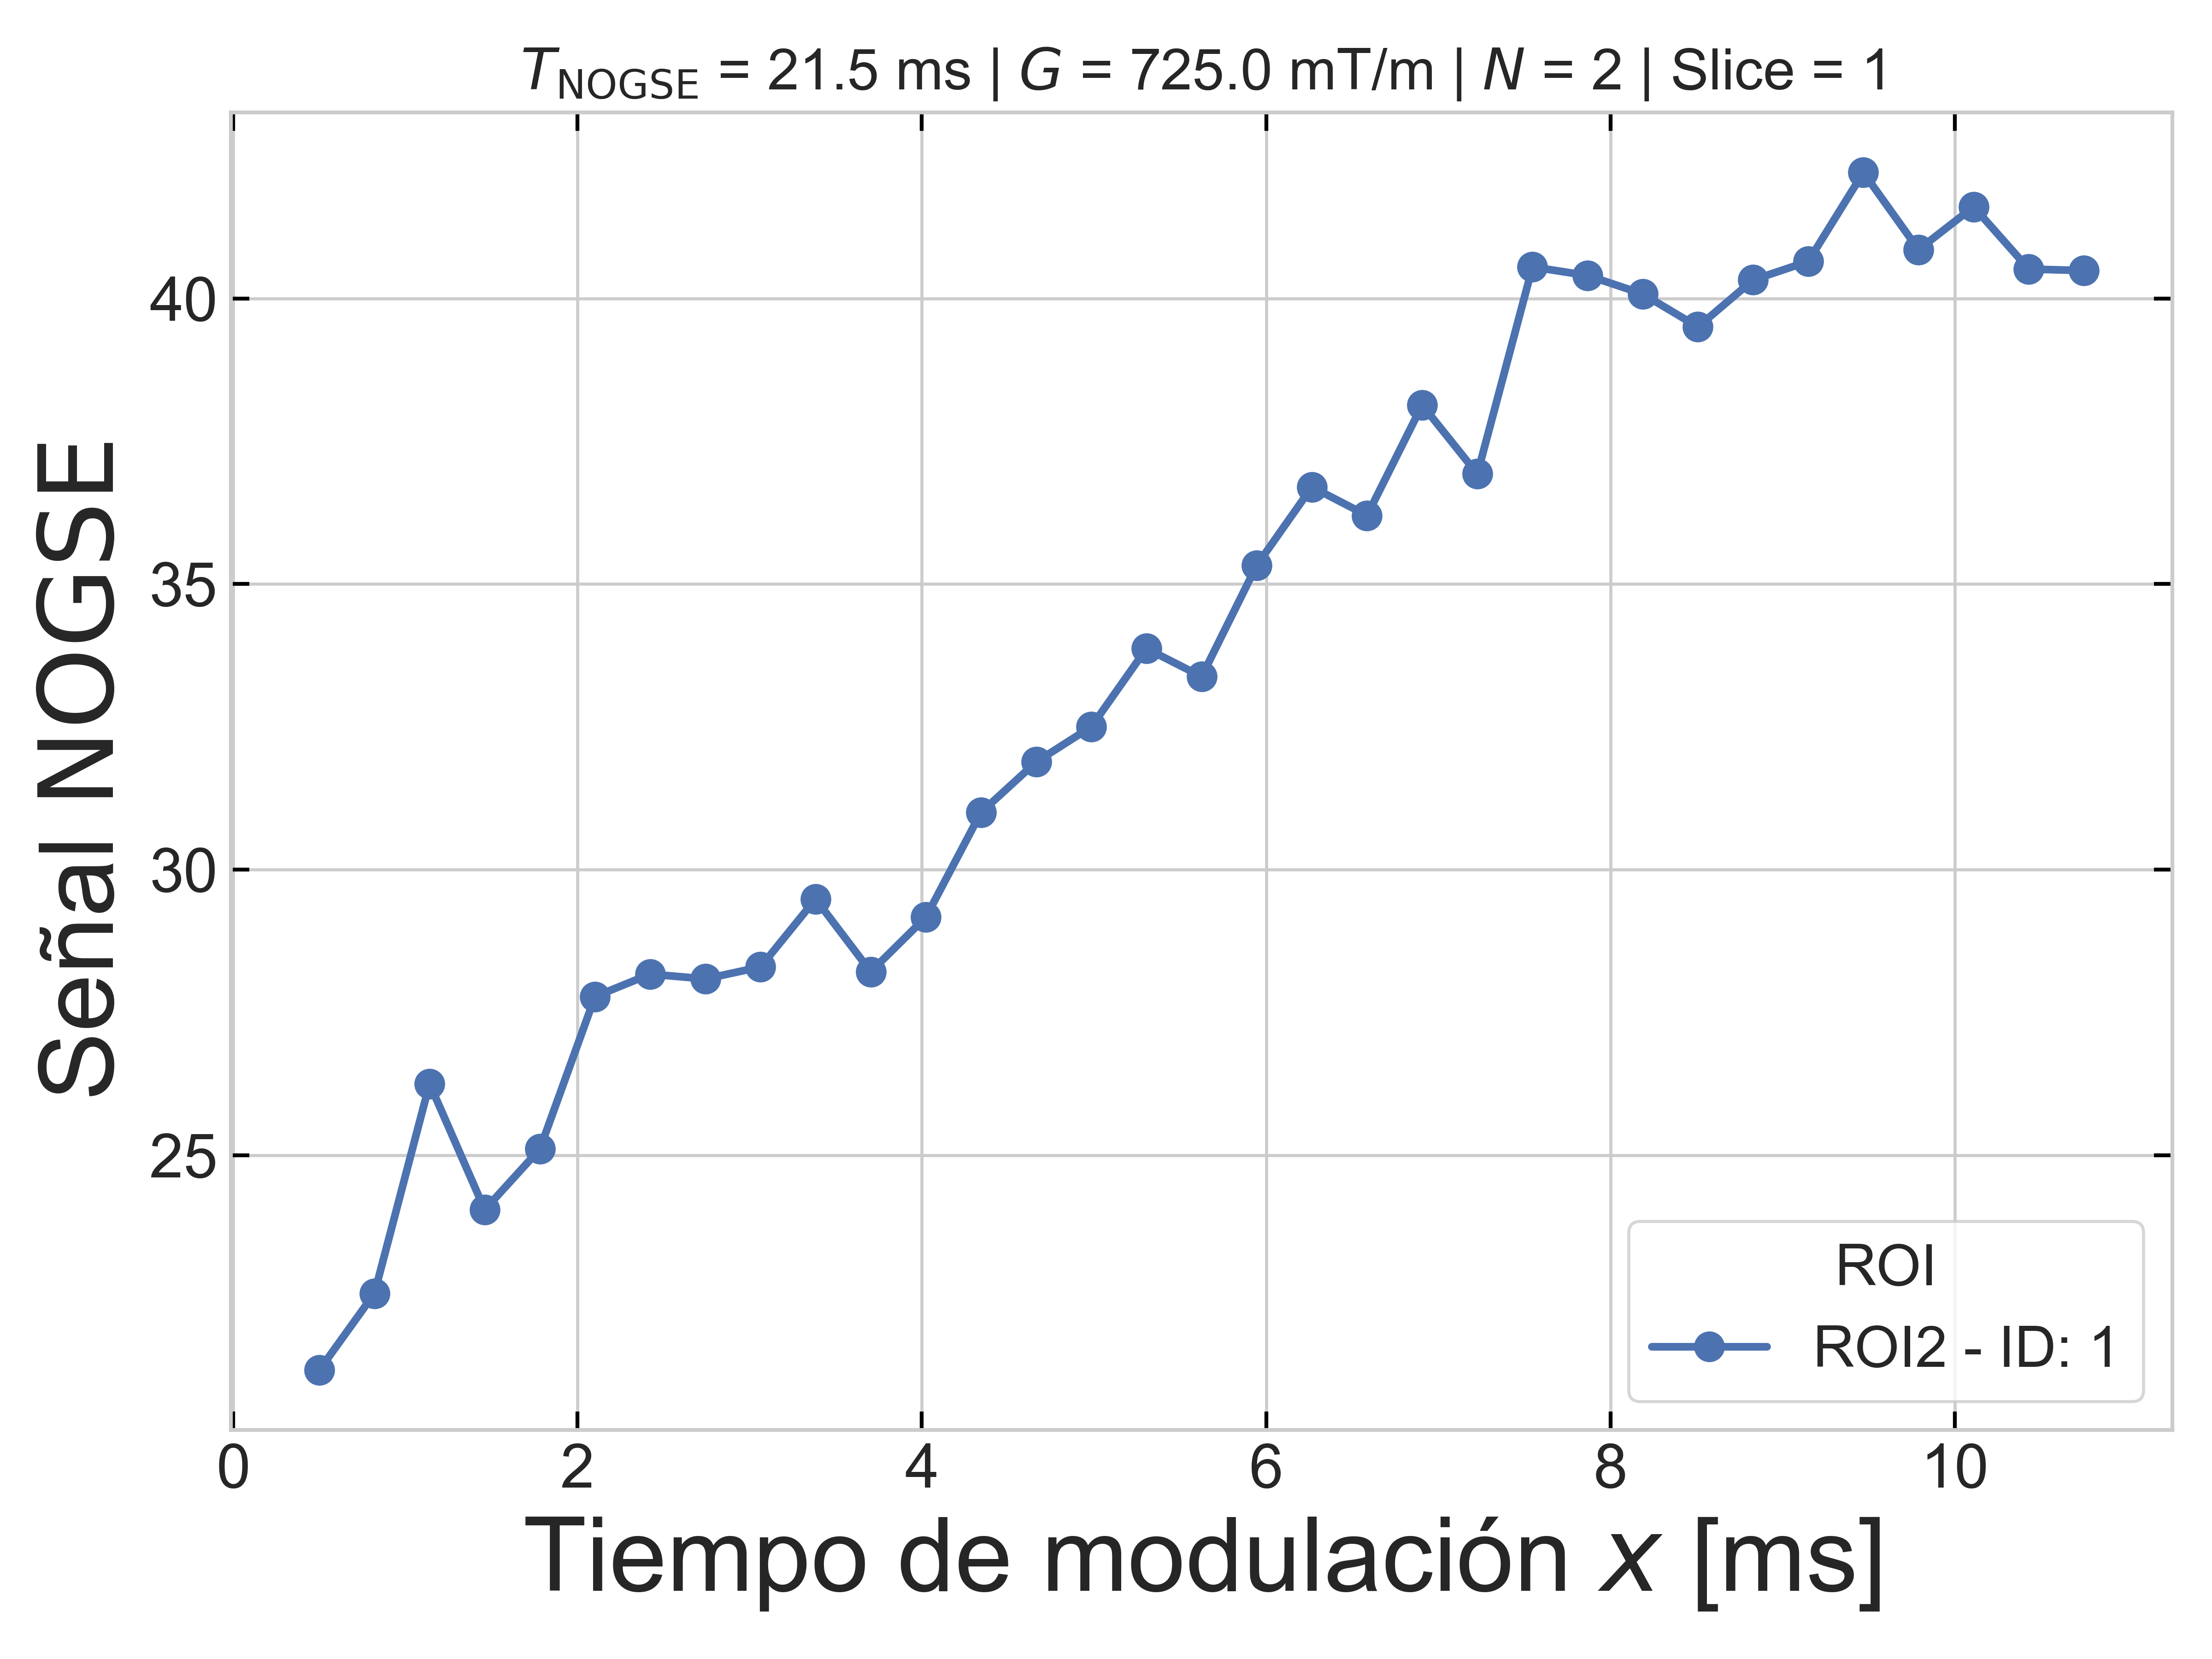 T_NOGSE = 21.5 ms | G = 725.0 mT/m | N = 2 | Slice = 1
Señal NOGSE
40
35
30
25
ROI
ROI2 - ID: 1
0 2 4 6 8 10
Tiempo de modulación x [ms]